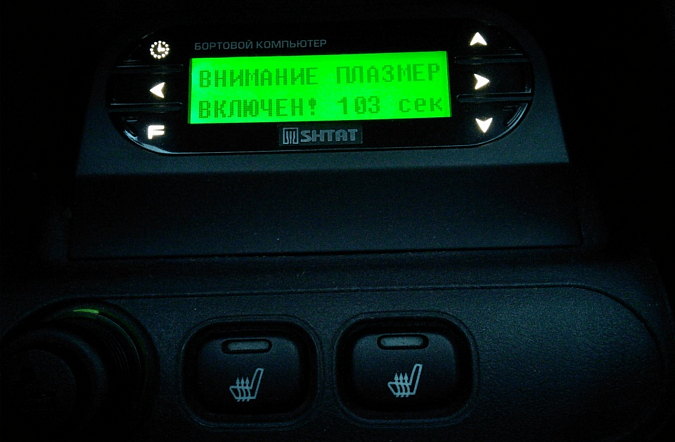 БОРТОВОЙ КОМПЬЮТЕР
ВНИМАНИЕ ПЛАЗМЕР
ВКЛЮЧЕН! 103 сек
F
SHTAT